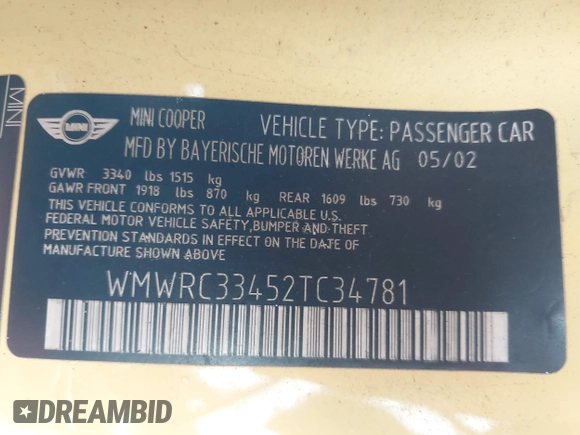 MINI
MINI
MINI COOPER VEHICLE TYPE: PASSENGER CAR
MFD BY BAYERISCHE MOTOREN WERKE AG 05/02
GVWR 3340 lbs 1515 kg
GAWR FRONT 1918 lbs 870 kg REAR 1609 lbs 730 kg
THIS VEHICLE CONFORMS TO ALL APPLICABLE U.S.
FEDERAL MOTOR VEHICLE SAFETY,BUMPER AND THEFT
PREVENTION STANDARDS IN EFFECT ON THE DATE OF
MANUFACTURE SHOWN ABOVE
WMWRC33452TC34781
DREAMBID